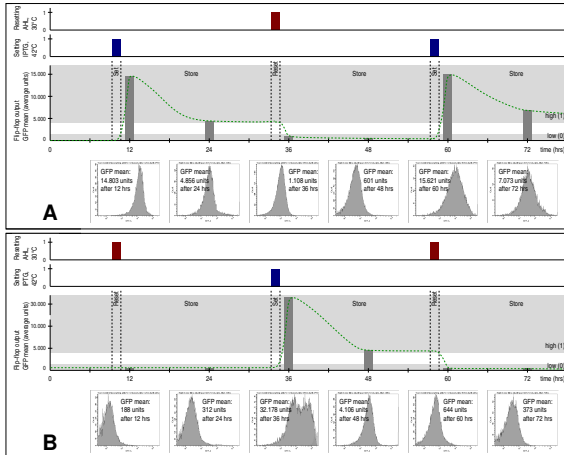 Resetting
AHL,
30°C
1
0
Setting
IPTG,
42°C
1
0
Flip-flop output
GFP mean (average units)
15.000
10.000
5.000
0
Set
Store
Reset
Store
Set
Store
high (1)
low (0)
12
24
36
48
60
72
time (hrs)
GFP mean:
14.803 units
after 12 hrs
GFP mean:
4.856 units
after 24 hrs
GFP mean:
1.108 units
after 36 hrs
GFP mean:
601 units
after 48 hrs
GFP mean:
15.621 units
after 60 hrs
GFP mean:
7.073 units
after 72 hrs
A
Resetting
AHL,
30°C
1
0
Setting
IPTG,
42°C
1
0
Flip-flop output
GFP mean (average units)
30.000
10.000
5.000
0
Reset
Store
Set
Store
Reset
Store
high (1)
low (0)
12
24
36
48
60
72
time (hrs)
GFP mean:
188 units
after 12 hrs
GFP mean:
312 units
after 24 hrs
GFP mean:
32.178 units
after 36 hrs
GFP mean:
4.106 units
after 48 hrs
GFP mean:
644 units
after 60 hrs
GFP mean:
373 units
after 72 hrs
B